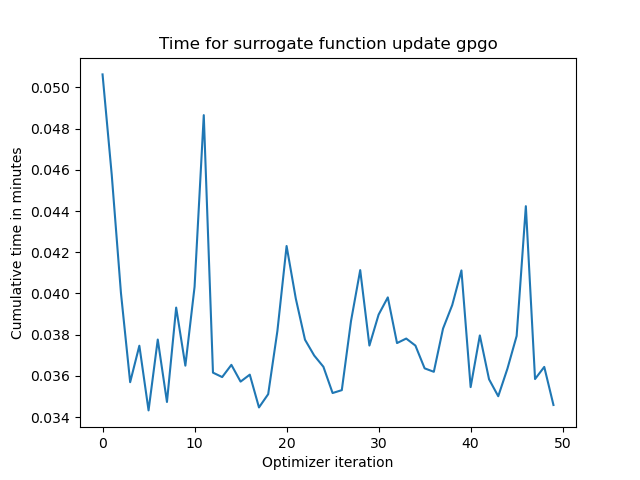 Time for surrogate function update gpgo
Cumulative time in minutes
0.050
0.048
0.046
0.044
0.042
0.040
0.038
0.036
0.034
0 10 20 30 40 50
Optimizer iteration